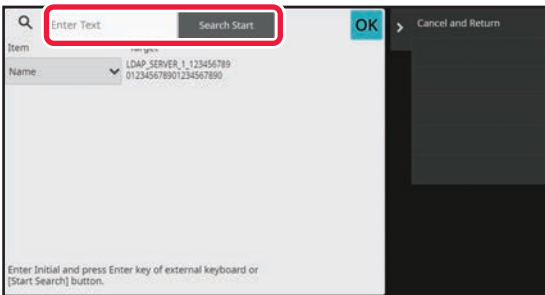 Enter Text Search Start OK Cancel and Return
Item Target
Name LDAP_SERVER_1_123456789
012345678901234567890
Enter Initial and press Enter key of external keyboard or
[Start Search] button.